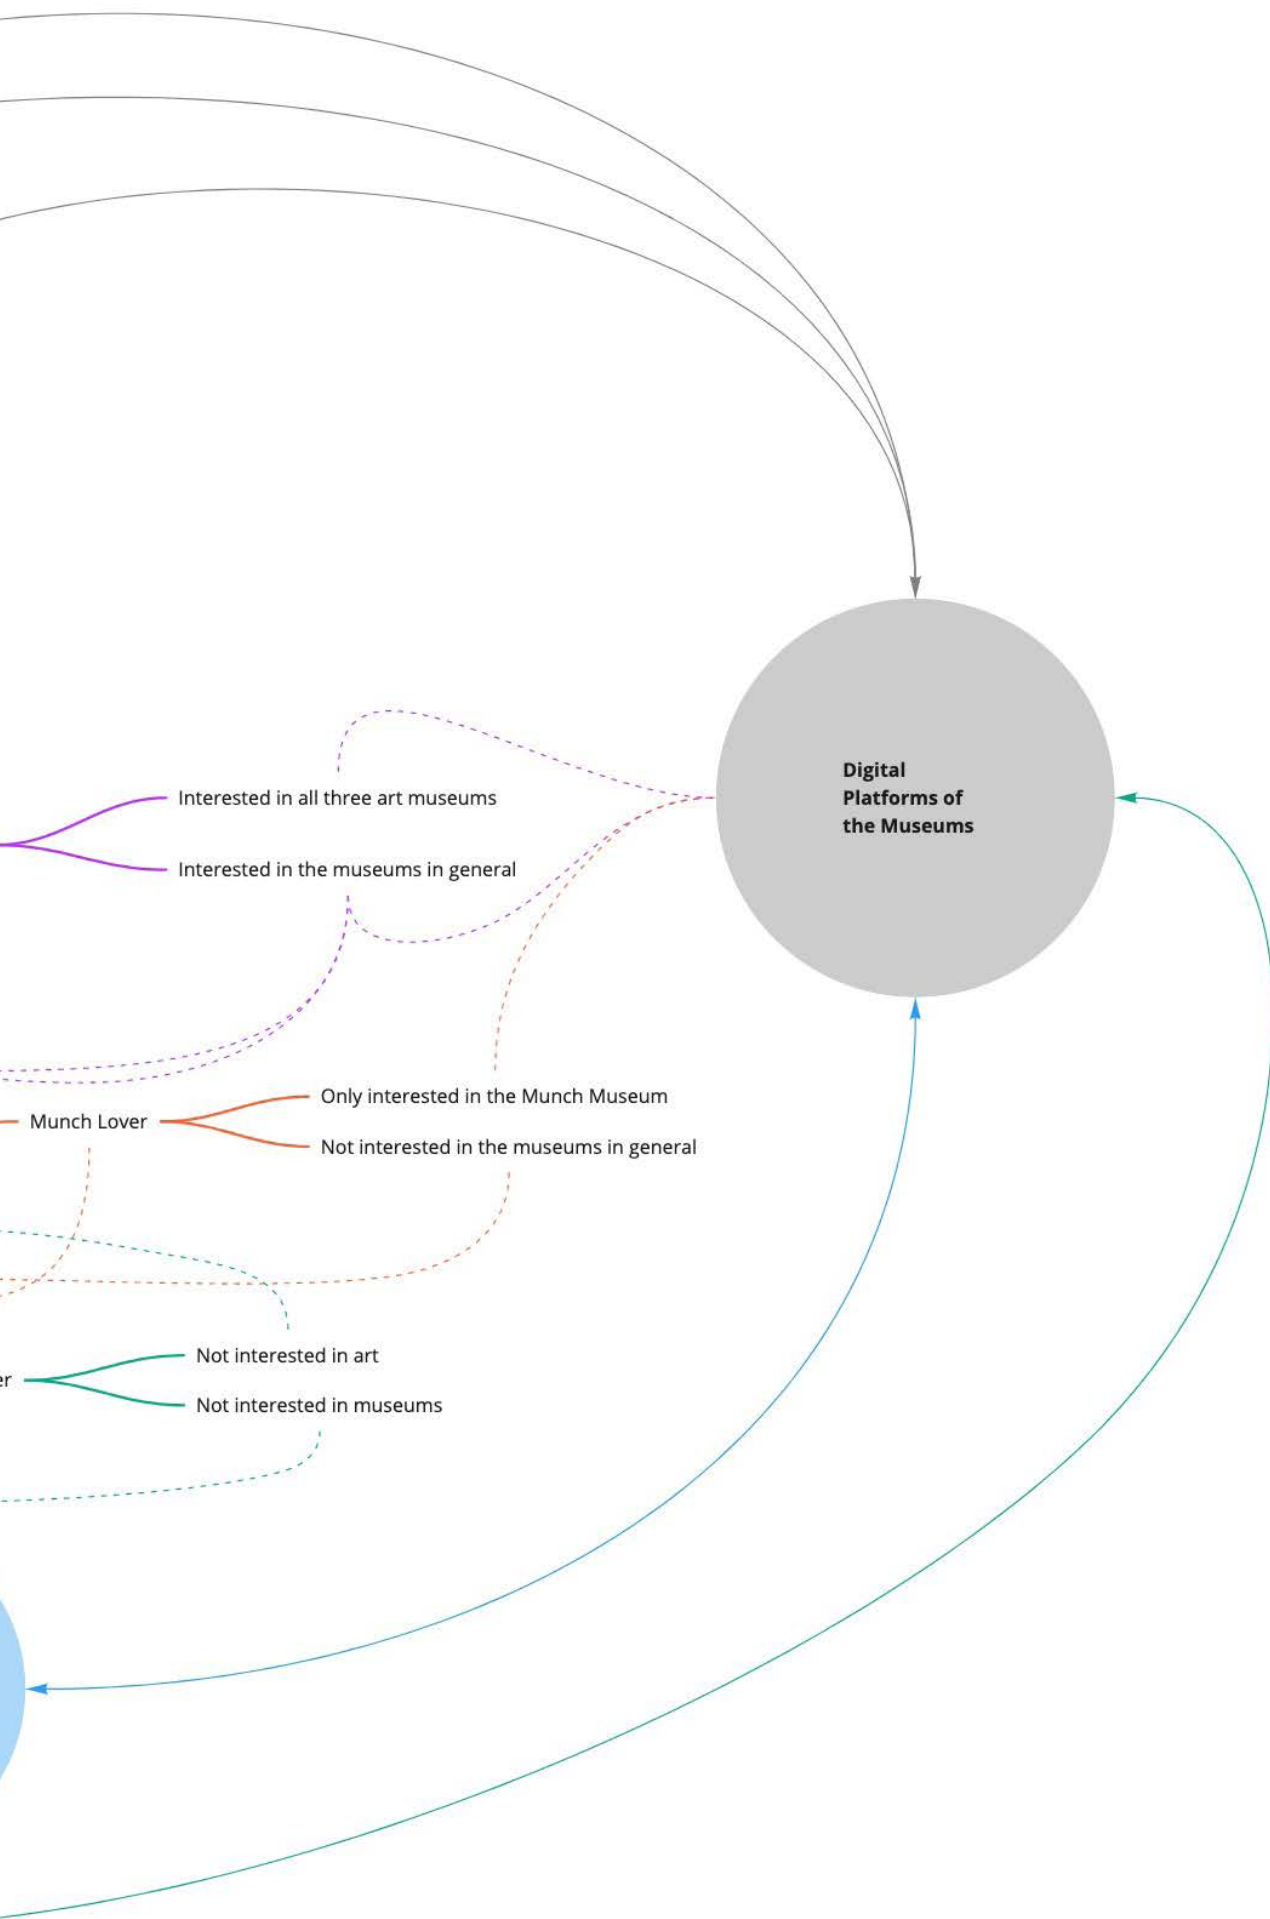 Digital
Platforms of
the Museums
Interested in all three art museums
Interested in the museums in general
Only interested in the Munch Museum
Munch Lover
Not interested in the museums in general
Not interested in art
er
Not interested in museums